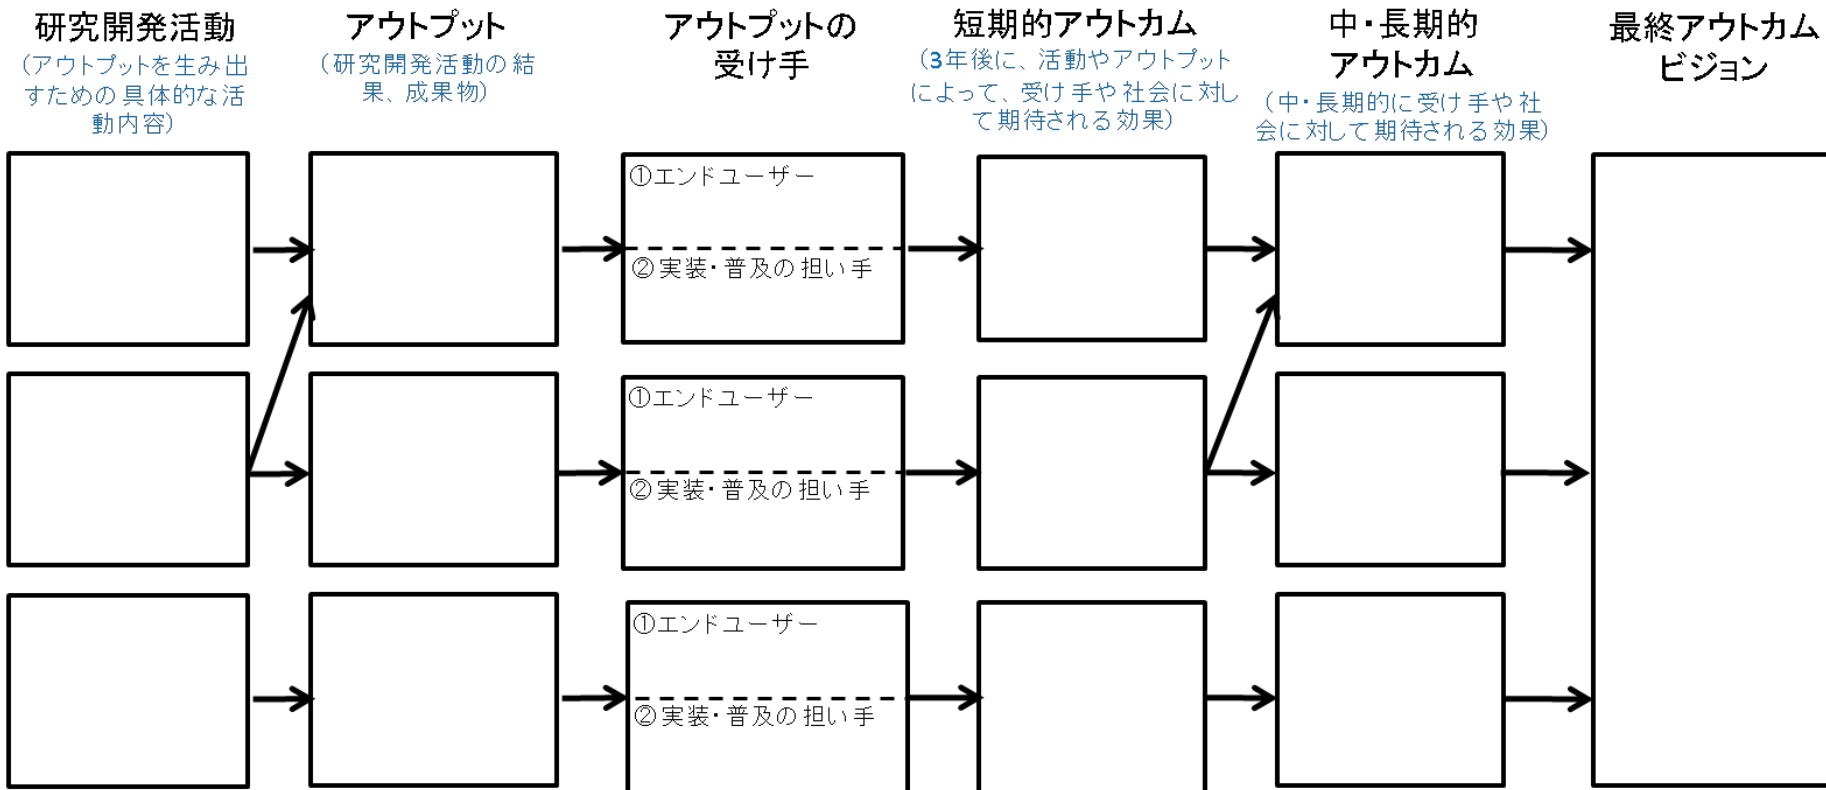 研究開発活動
(アウトプットを生み出
すための具体的な活
動内容)
アウトプット
(研究開発活動の結
果、成果物)
アウトプットの
受け手
短期的アウトカム
(3年後に、活動やアウトプット
によって、受け手や社会に対し
て期待される効果)
中・長期的
アウトカム
(中・長期的に受け手や社
会に対して期待される効果)
最終アウトカム
ビジョン
①エンドユーザー
②実装・普及の担い手
①エンドユーザー
②実装・普及の担い手
①エンドユーザー
②実装・普及の担い手